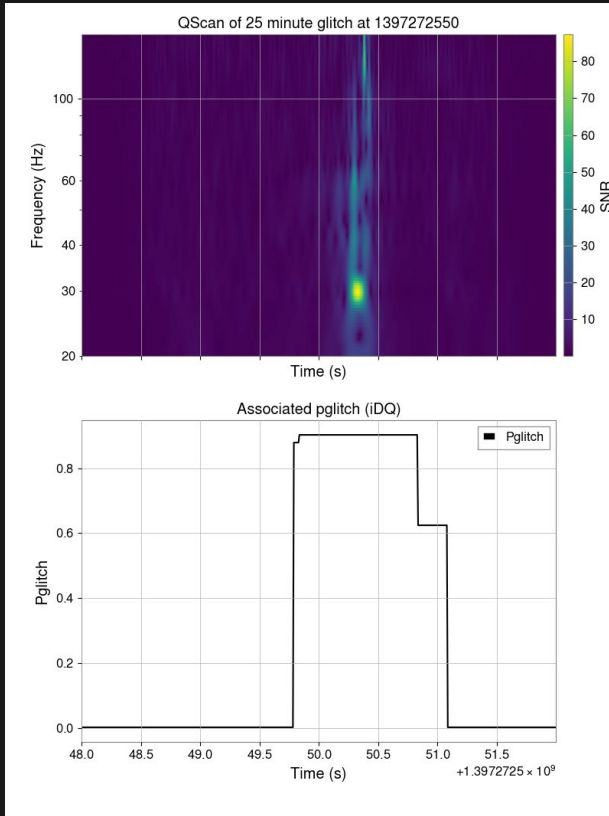 QScan of 25 minute glitch at 1397272550
Frequency (Hz)
100
60
40
30
20
Time (s)
80
70
60
50
40
30
20
10
SNR
Associated pglitch (iDQ)
Pglitch
Pglitch
0.8
0.6
0.4
0.2
0.0
48.0 48.5 49.0 49.5 50.0 50.5 51.0 51.5
Time (s)
+1.3972725 × 10⁹